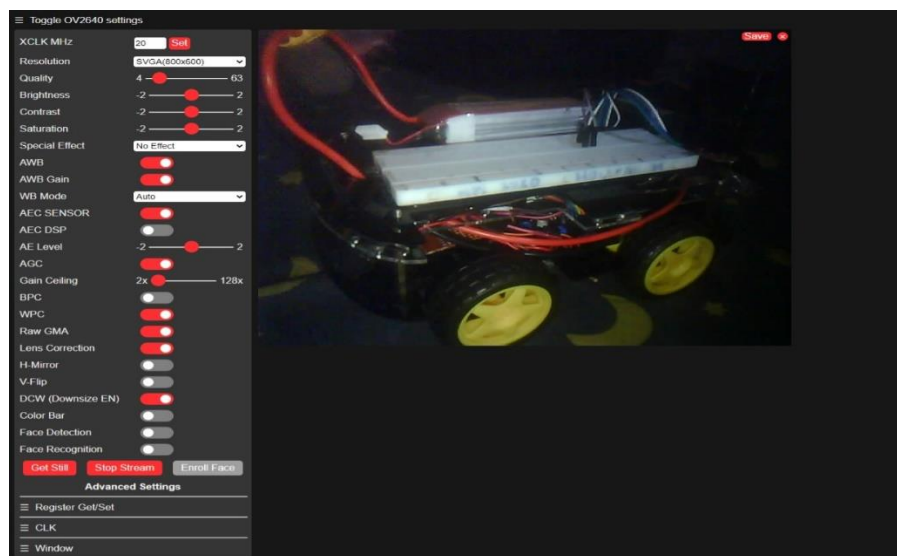 ☰ Toggle OV2640 settings
XCLK MHz 20 Set
Resolution SVGA(800x600)
Quality 4 63
Brightness -2 2
Contrast -2 2
Saturation -2 2
Special Effect No Effect
AWB
AWB Gain
WB Mode Auto
AEC SENSOR
AEC DSP
AE Level -2 2
AGC
Gain Ceiling 2x 128x
BPC
WPC
Raw GMA
Lens Correction
H-Mirror
V-Flip
DCW (Downsize EN)
Color Bar
Face Detection
Face Recognition
Get Still Stop Stream Enroll Face
Advanced Settings
☰ Register Get/Set
☰ CLK
☰ Window
Save ×